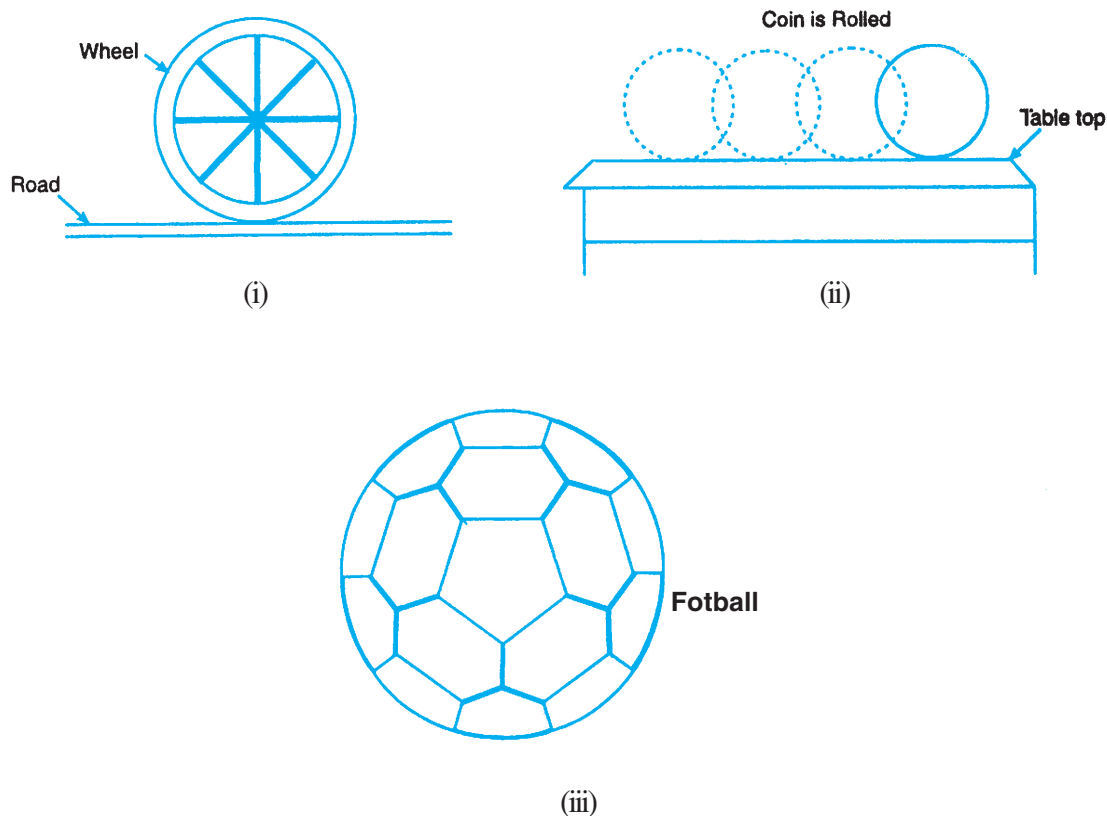 Wheel
Road
(i)
Coin is Rolled
Table top
(ii)
Fotball
(iii)